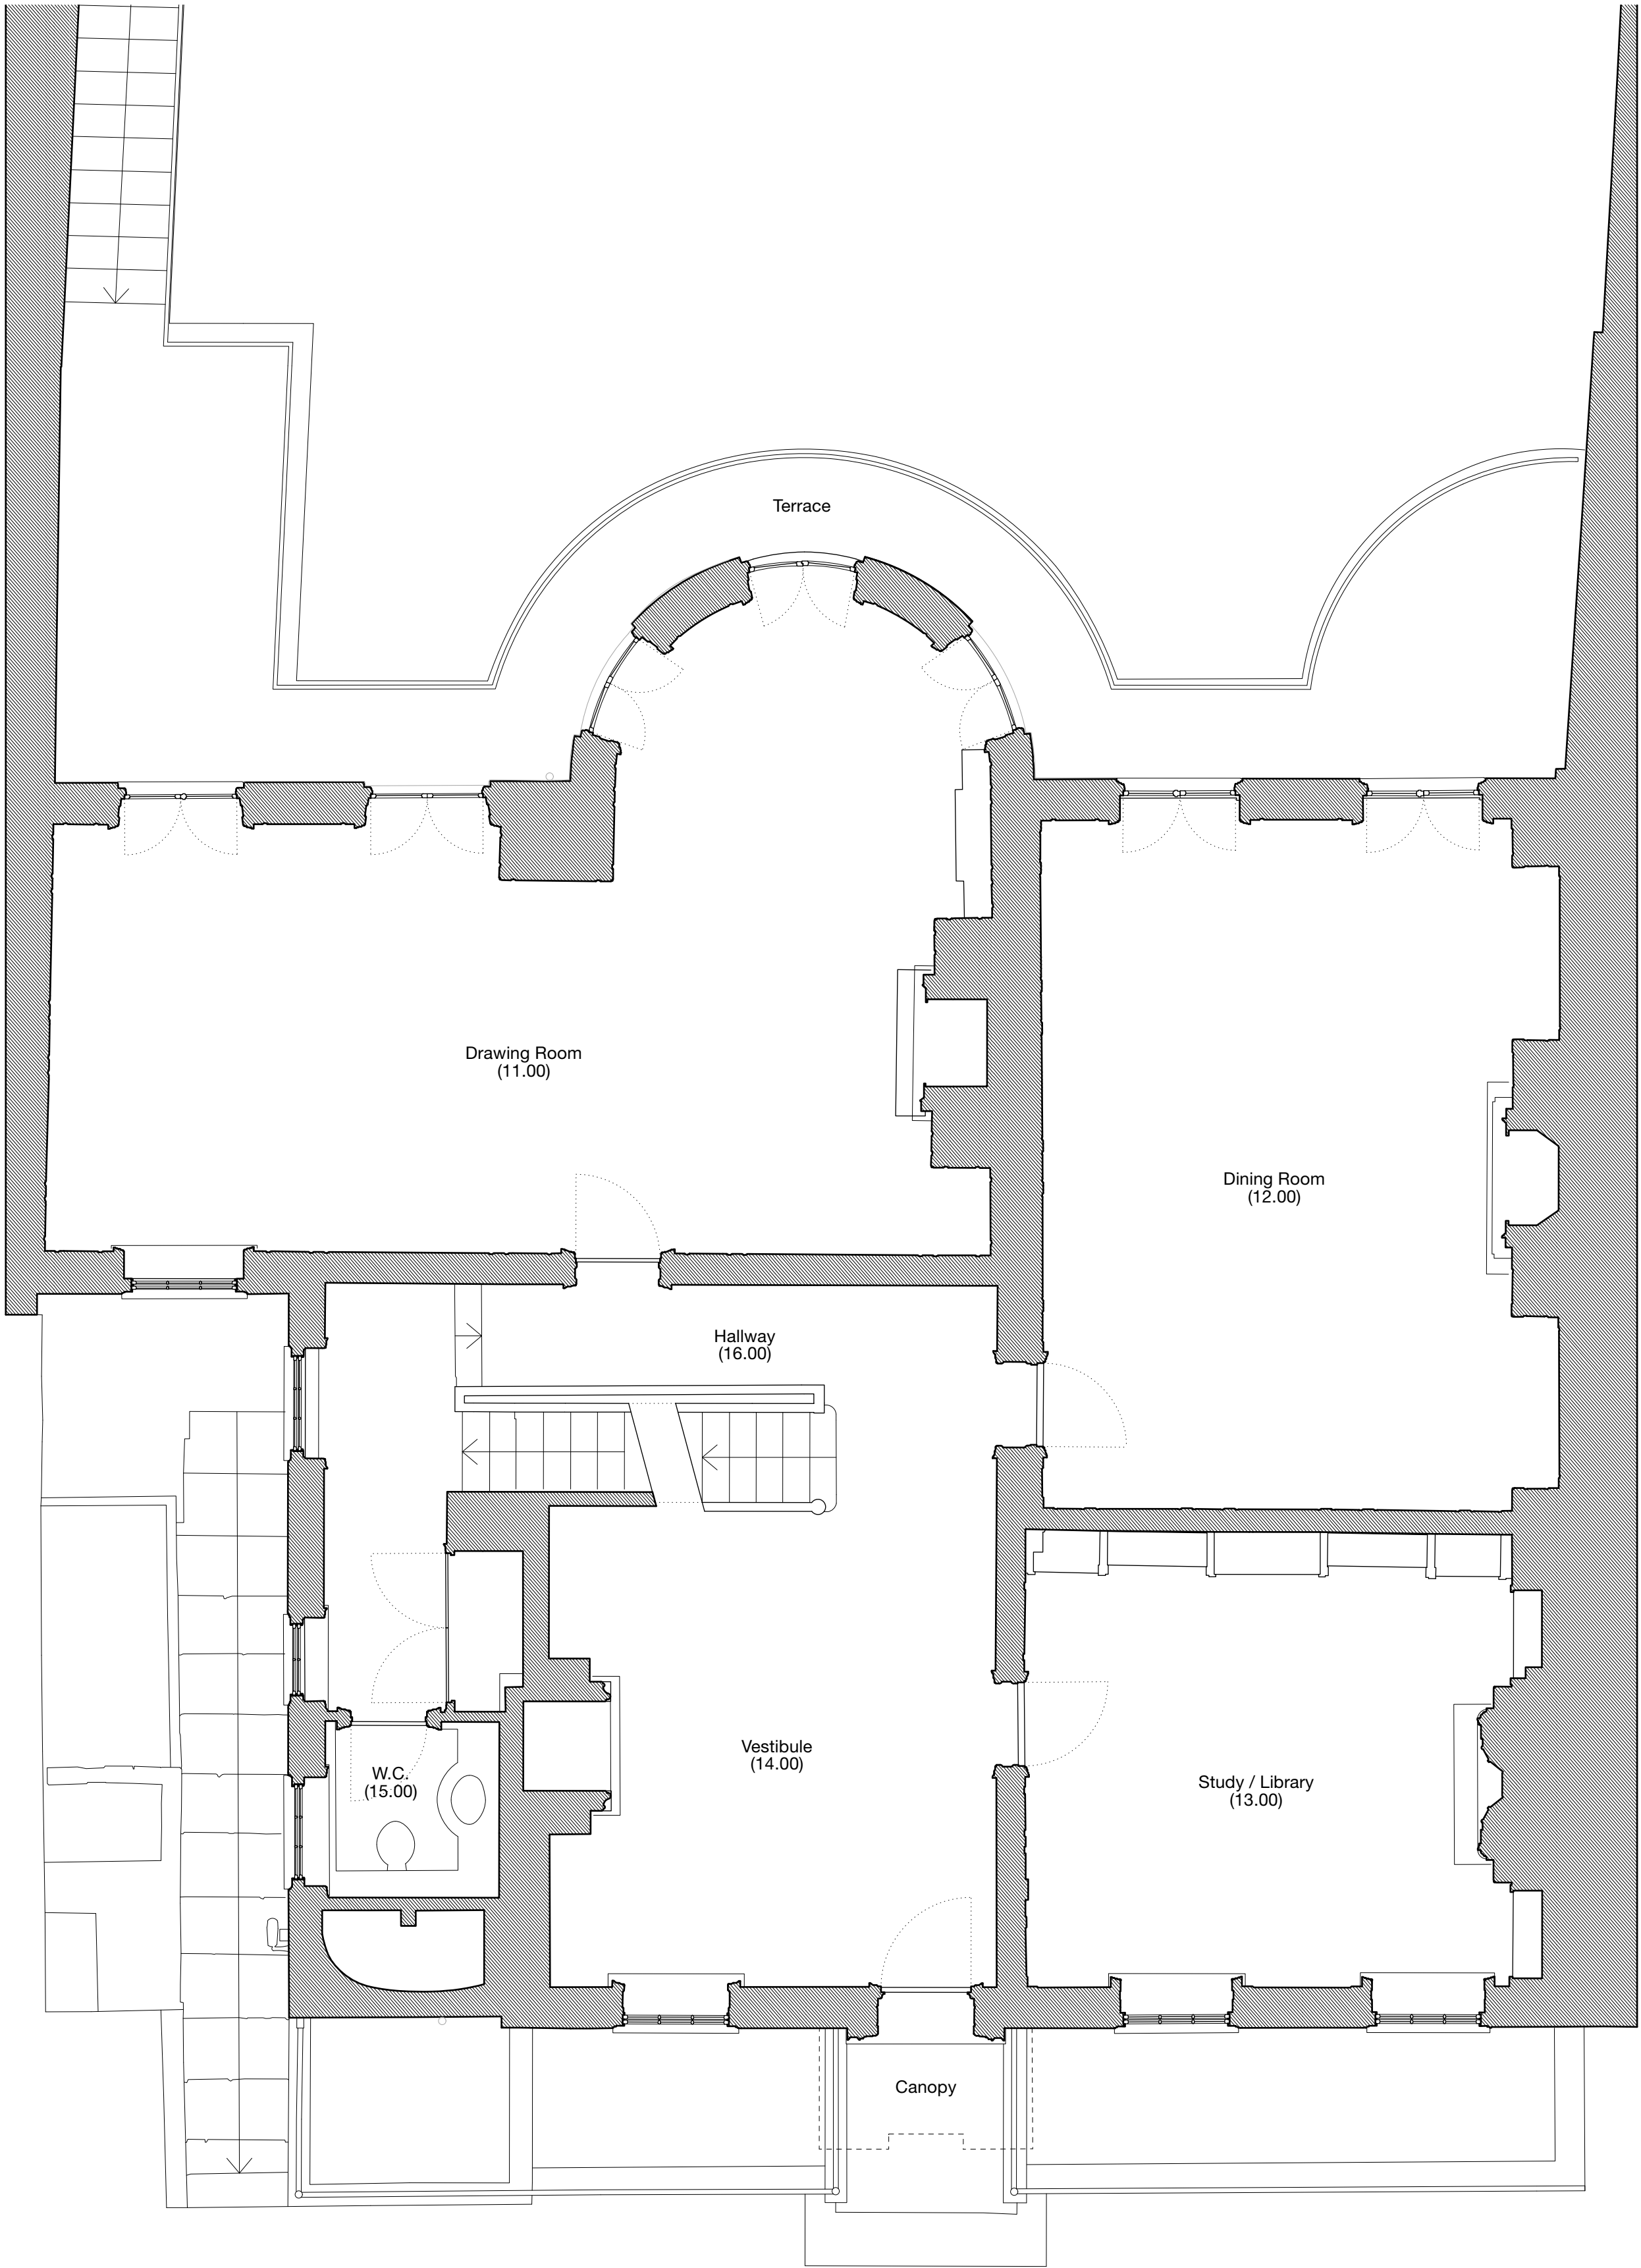 Terrace
Drawing Room
(11.00)
Dining Room
(12.00)
Hallway
(16.00)
Vestibule
(14.00)
W.C.
(15.00)
Study / Library
(13.00)
Canopy